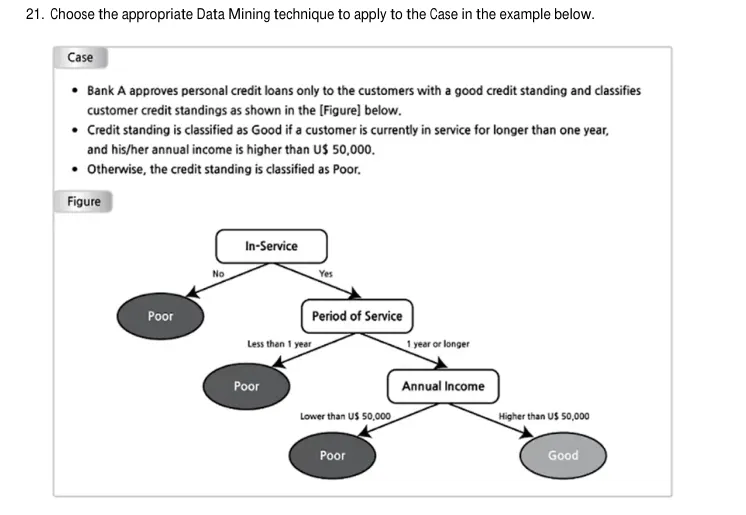 21. Choose the appropriate Data Mining technique to apply to the Case in the example below.
Case
• Bank A approves personal credit loans only to the customers with a good credit standing and classifies
customer credit standings as shown in the [Figure] below.
• Credit standing is classified as Good if a customer is currently in service for longer than one year,
and his/her annual income is higher than U$ 50,000.
• Otherwise, the credit standing is classified as Poor.
Figure
In-Service
No
Yes
Poor
Period of Service
Less than 1 year
1 year or longer
Poor
Annual Income
Lower than U$ 50,000
Higher than U$ 50,000
Poor
Good